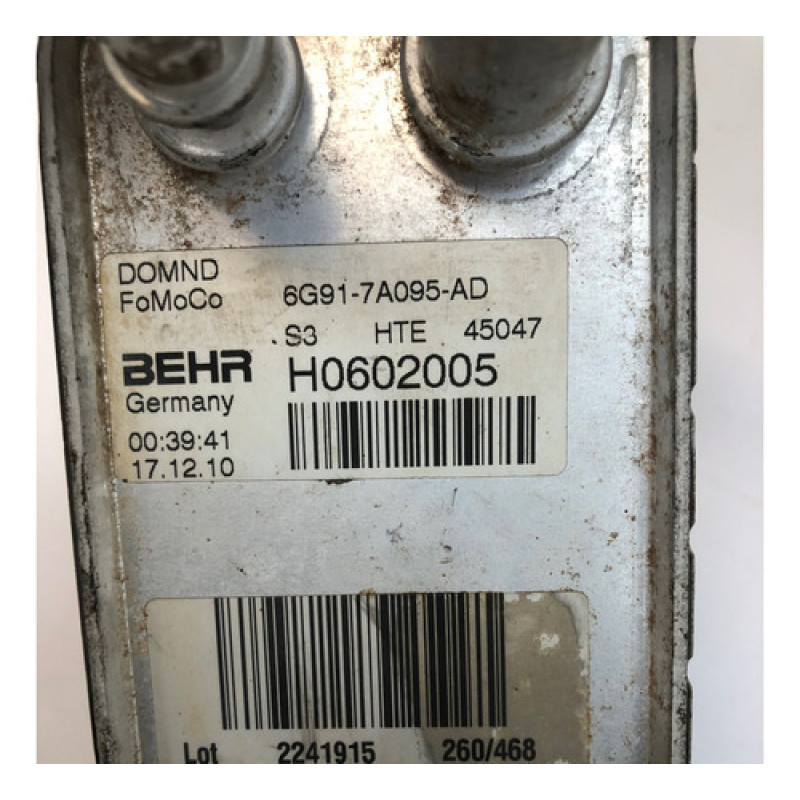 DOMND
FoMoCo 6G91-7A095-AD
S3 HTE 45047
BEHR H0602005
Germany
00:39:41
17.12.10
Lot 2241915 260/468